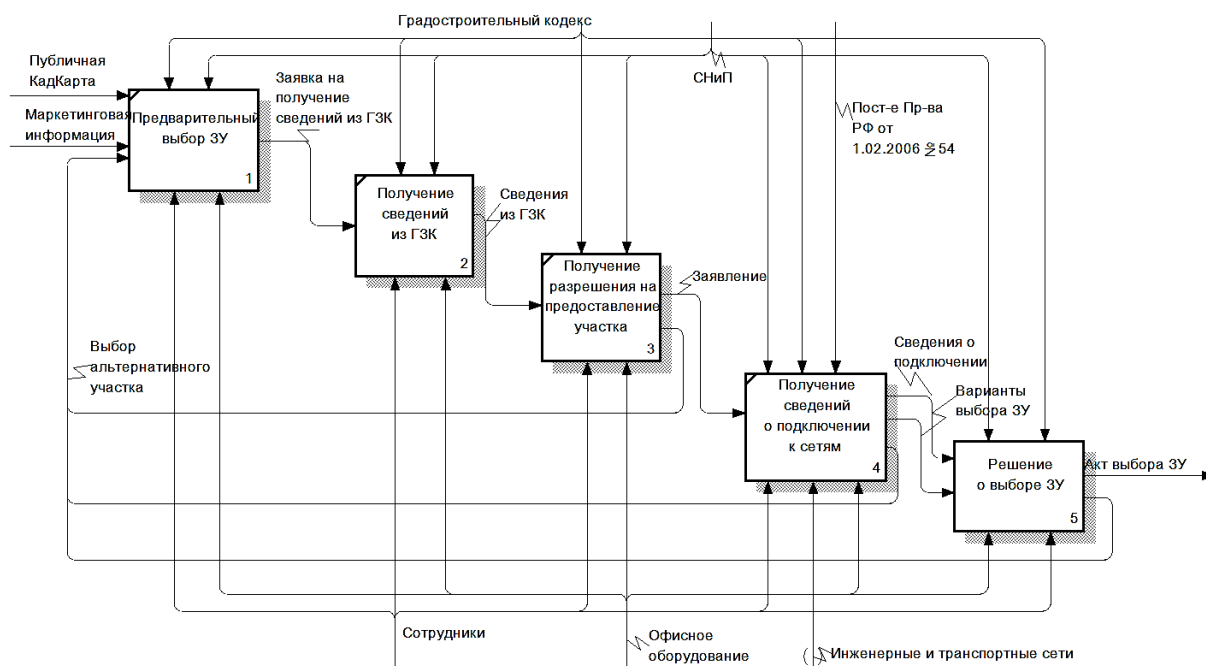 Градостроительный кодекс
Публичная
КадКарта
Маркетинговая
информация
Заявка на
получение
сведений из ГЗК
СНиП
Пост-е Пр-ва
РФ от
1.02.2006 №54
Предварительный
выбор ЗУ
1
Получение
сведений
из ГЗК
2
Сведения
из ГЗК
Получение
разрешения на
предоставление
участка
3
Заявление
Выбор
альтернативного
участка
Получение
сведений
о подключении
к сетям
4
Сведения о
подключении
Варианты
выбора ЗУ
Решение
о выборе ЗУ
5
Акт выбора ЗУ
Сотрудники
Офисное
оборудование
Инженерные и транспортные сети